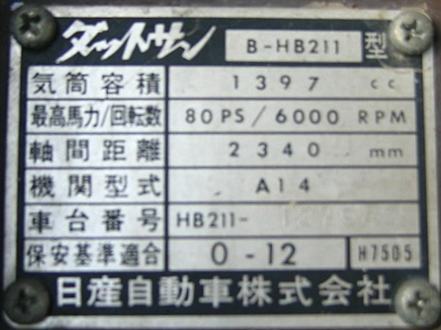 ダットサン B-HB211 型
気筒容積 1397 cc
最高馬力/回転数 80PS/6000 RPM
軸間距離 2340 mm
機関型式 A14
車台番号 HB211-
保安基準適合 0-12 H7505
日産自動車株式会社